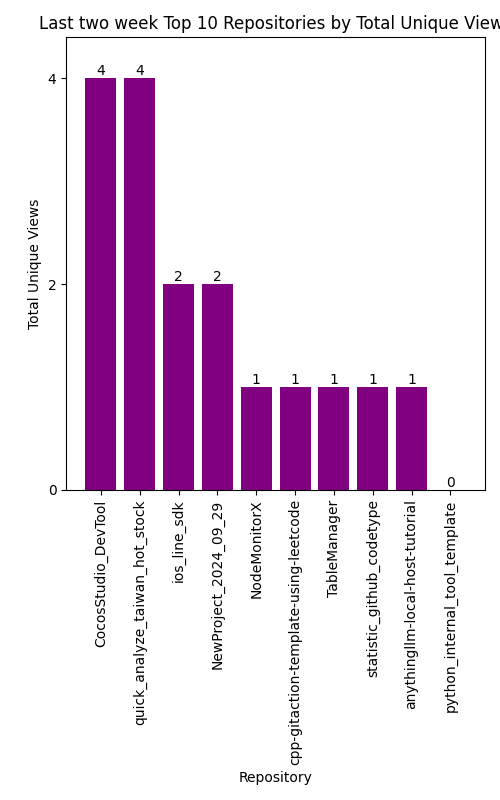 Last two week Top 10 Repositories by Total Unique View
Total Unique Views
4
2
0
4
4
2
2
1
1
1
1
1
0
CocosStudio_DevTool
quick_analyze_taiwan_hot_stock
ios_line_sdk
NewProject_2024_09_29
NodeMonitorX
cpp-gitaction-template-using-leetcode
TableManager
statistic_github_codetype
anythingllm-local-host-tutorial
python_internal_tool_template
Repository